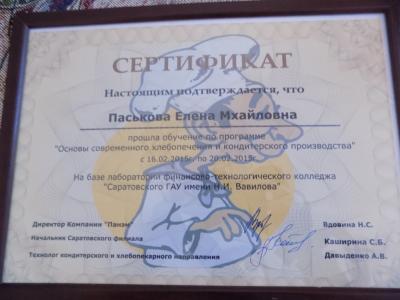 СЕРТИФИКАТ
Настоящим подтверждается, что
Паськова Елена Мхайловна
прошла обучение по программе
"Основы современного хлебопечения и кондитерского производства"
с 16.02.2015г. по 20.02.2015г.
На базе лаборатории финансово-технологического колледжа
"Саратовского ГАУ имени Н.И. Вавилова"
Директор Компании "Панэм" Вдовина Н.С.
Начальник Саратовского филиала Каширина С.Б.
Технолог кондитерского и хлебопекарного направления Давыденко А.В.